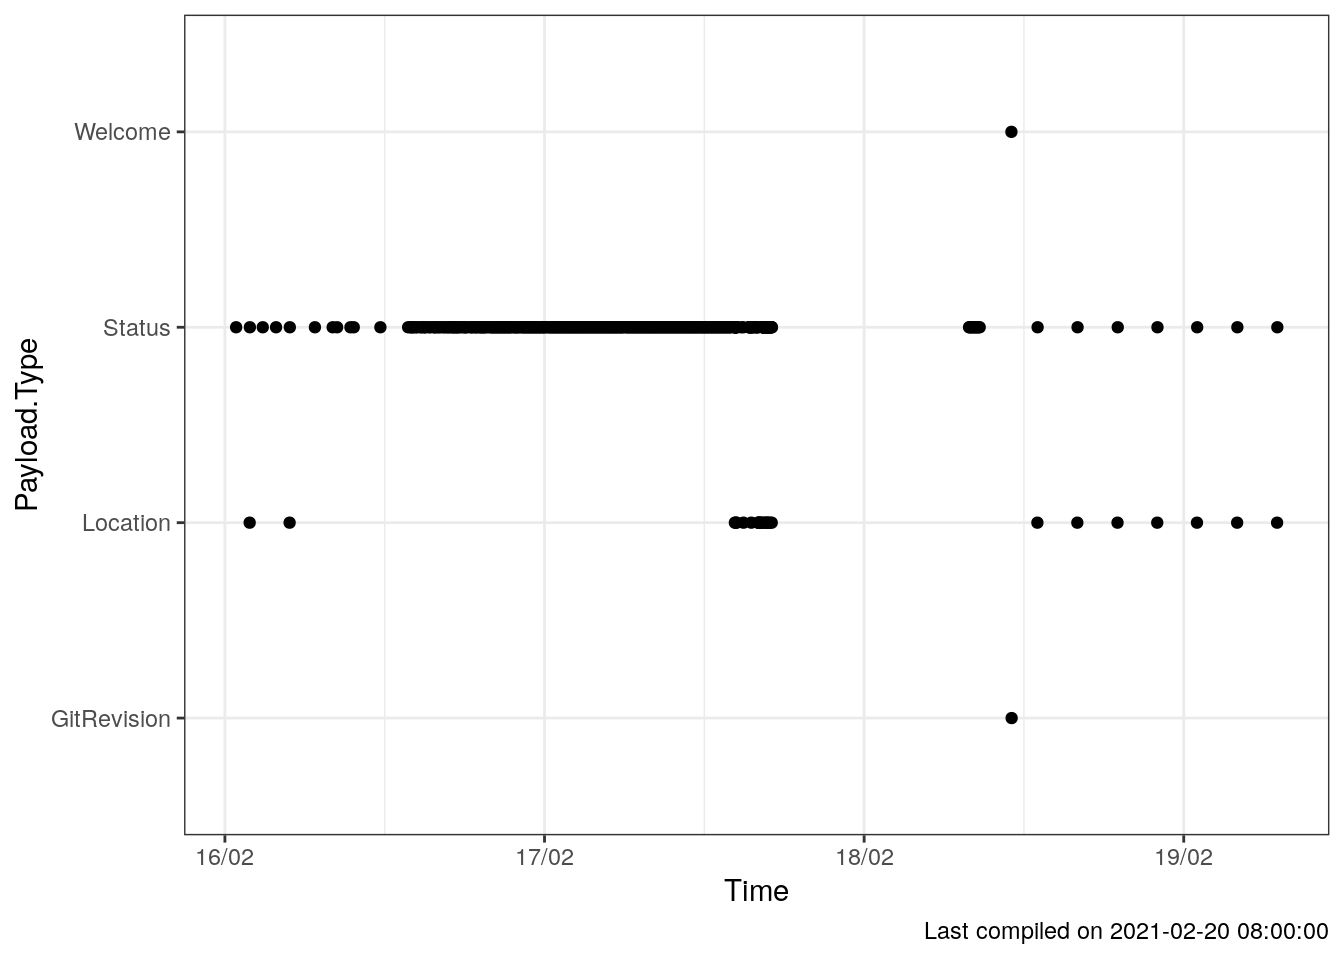 Welcome
Status
Location
GitRevision
Payload.Type
16/02
17/02
18/02
19/02
Time
Last compiled on 2021-02-20 08:00:00